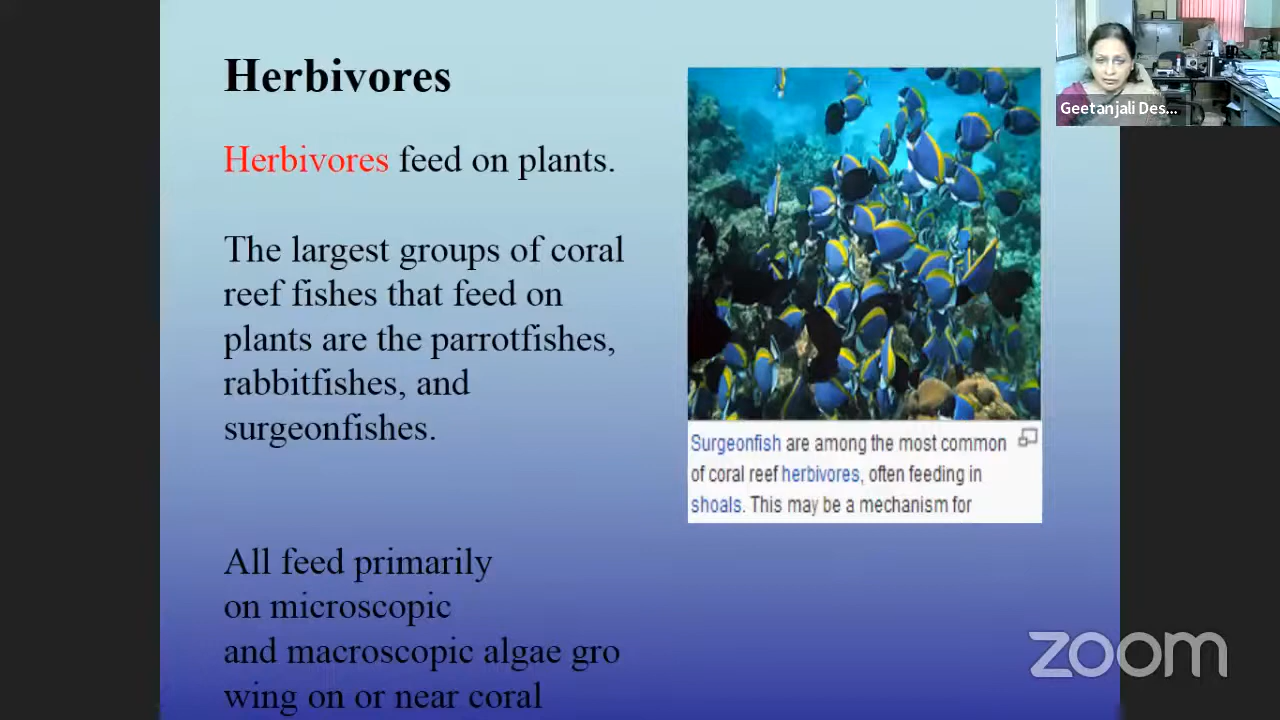 Herbivores
Herbivores feed on plants.
The largest groups of coral
reef fishes that feed on
plants are the parrotfishes,
rabbitfishes, and
surgeonfishes.
All feed primarily
on microscopic
and macroscopic algae gro
wing on or near coral
Surgeonfish are among the most common
of coral reef herbivores, often feeding in
shoals. This may be a mechanism for
Geetanjali Des...
zoom